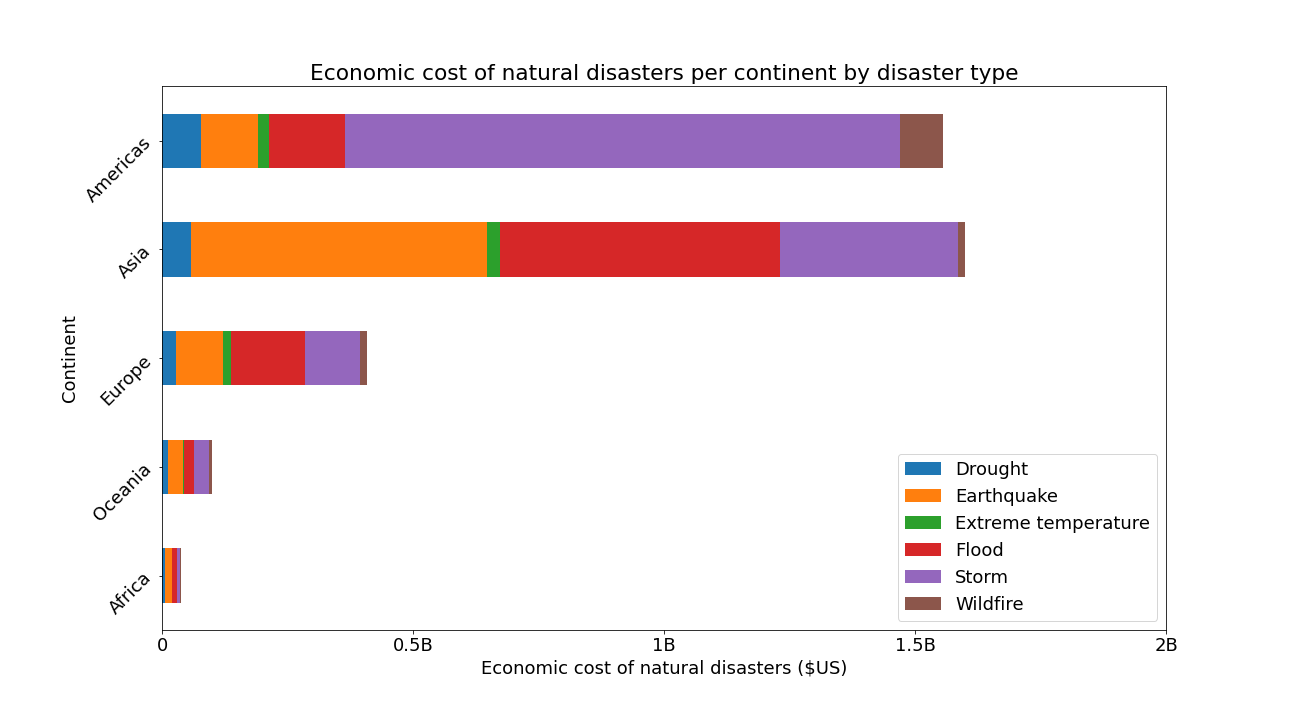 Economic cost of natural disasters per continent by disaster type
Continent
Americas
Asia
Europe
Oceania
Africa
Drought
Earthquake
Extreme temperature
Flood
Storm
Wildfire
0 0.5B 1B 1.5B 2B
Economic cost of natural disasters ($US)